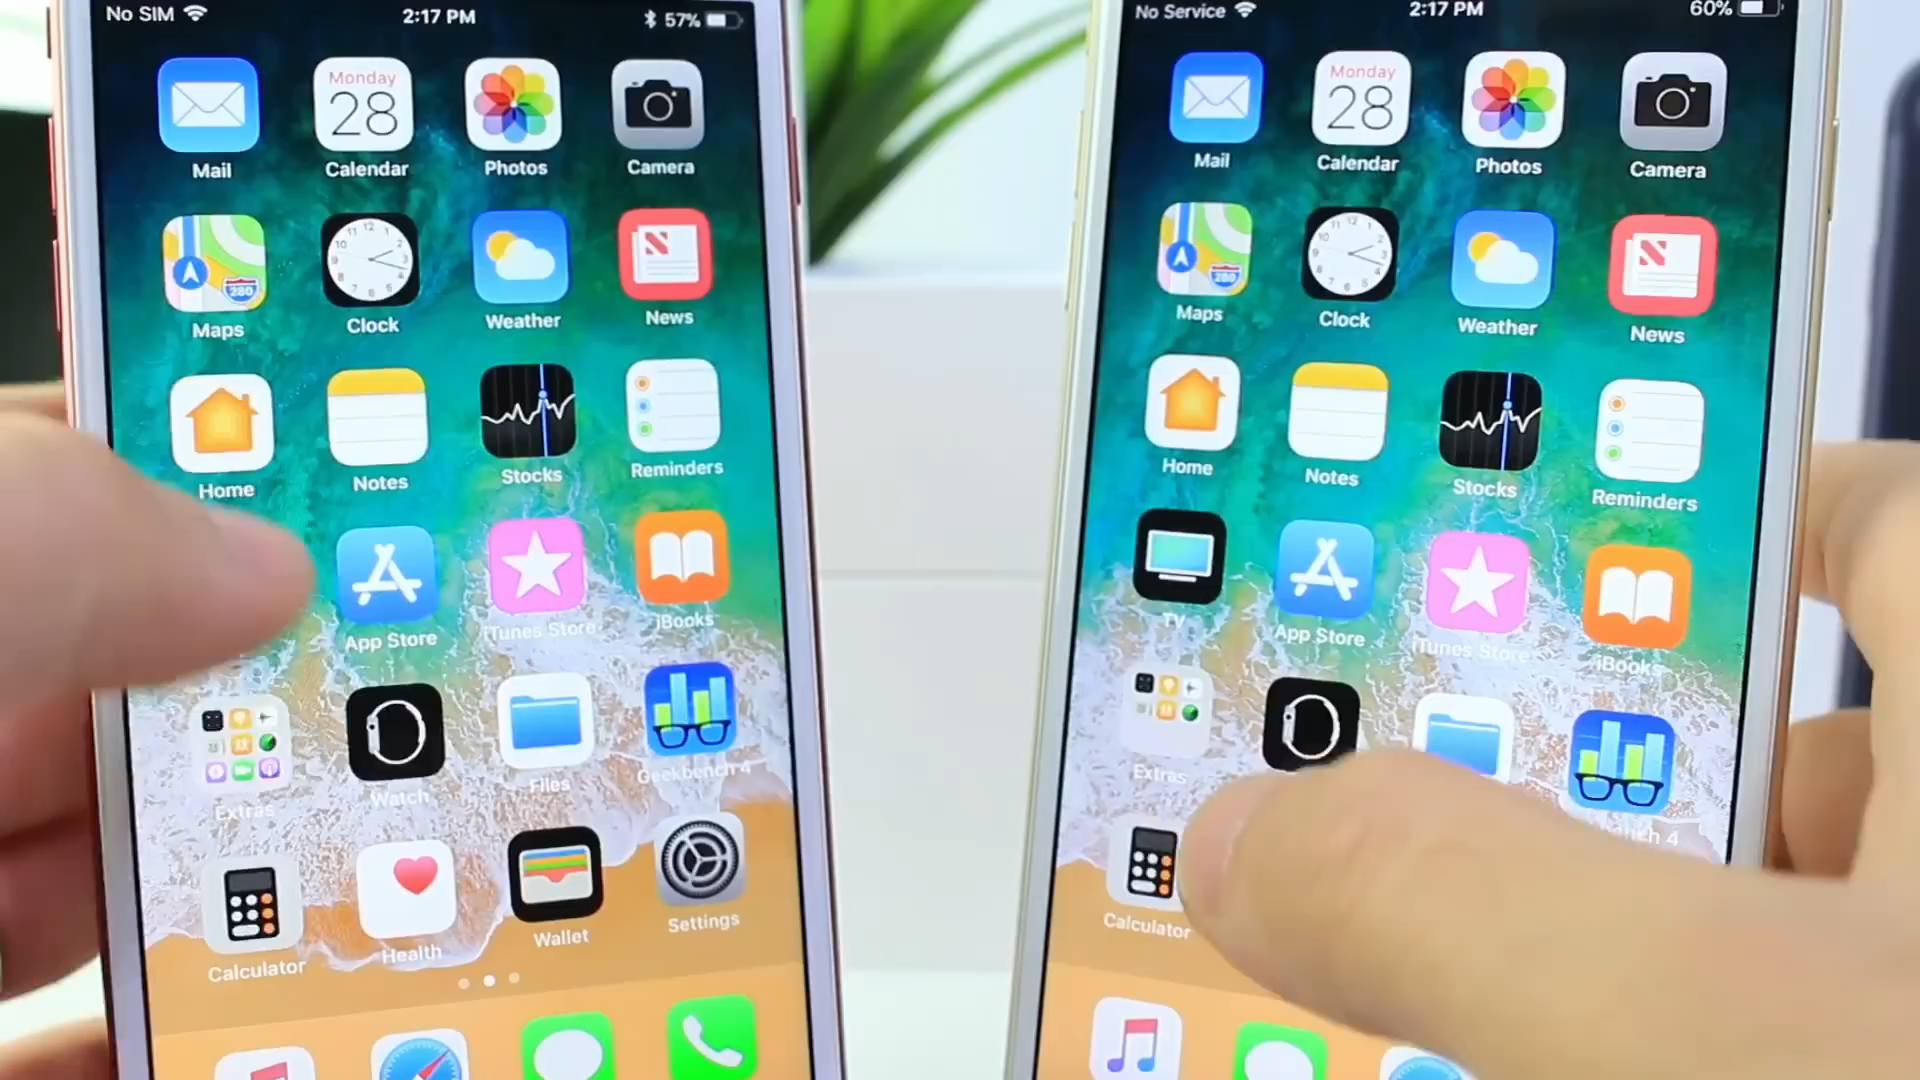 No SIM 2:17 PM 57%
Monday
28
Mail Calendar Photos Camera
280
Maps Clock Weather News
Home Notes Stocks Reminders
App Store iTunes Store iBooks
Extras Watch Files Geekbench 4
Calculator Health Wallet Settings
No Service 2:17 PM 60%
Monday
28
Mail Calendar Photos Camera
280
Maps Clock Weather News
Home Notes Stocks Reminders
TV App Store iTunes Store iBooks
Extras 4
Calculator